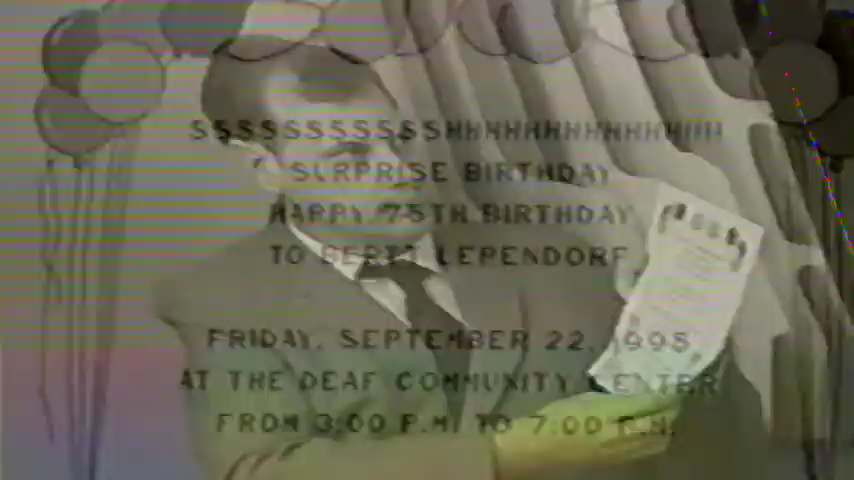 SSSSSSSSSSSHHHHHHHHHHHHH
SURPRISE BIRTHDAY
HAPPY 75TH BIRTHDAY
TO LEPENDORF
FRIDAY, SEPTEMBER 22, 1995
AT THE DEAF COMMUNITY CENTER
FROM 3:00 P.M. TO 7:00 P.M.